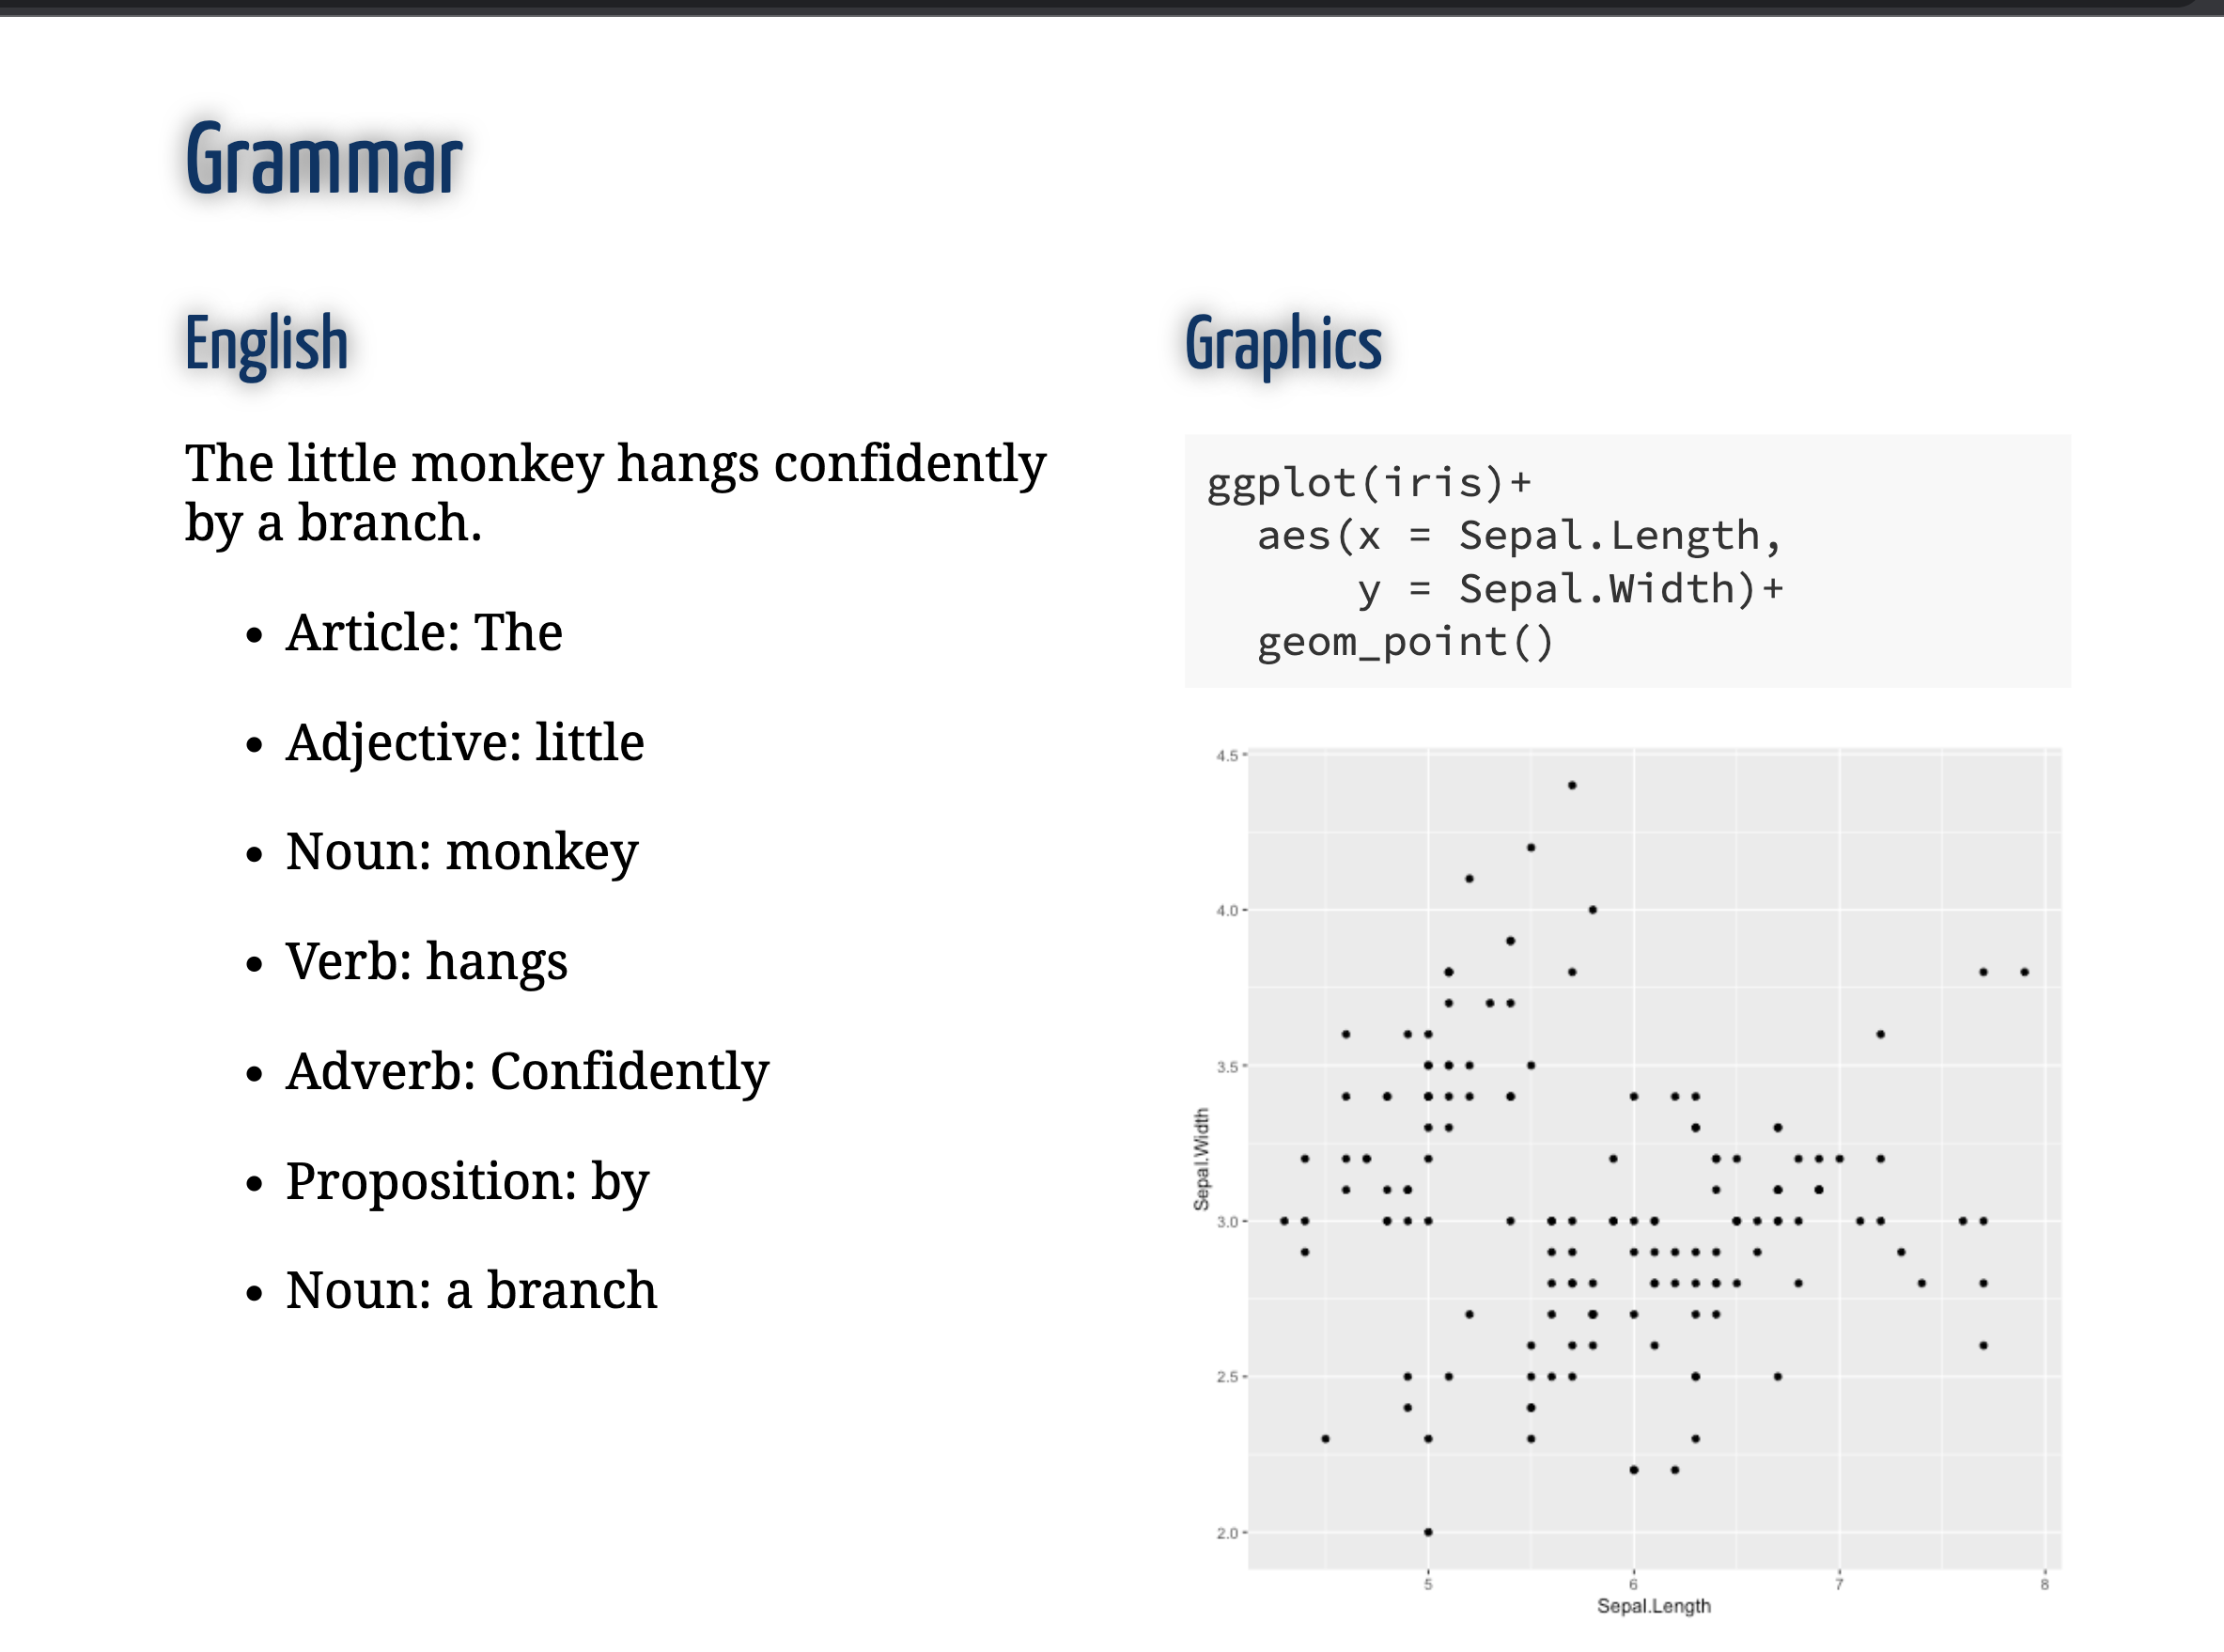 Grammar
English
The little monkey hangs confidently
by a branch.
• Article: The
• Adjective: little
• Noun: monkey
• Verb: hangs
• Adverb: Confidently
• Proposition: by
• Noun: a branch
Graphics
ggplot(iris)+
  aes(x = Sepal.Length,
      y = Sepal.Width)+
  geom_point()
4.5
4.0
3.5
3.0
2.5
2.0
Sepal.Width
5 6 7 8
Sepal.Length